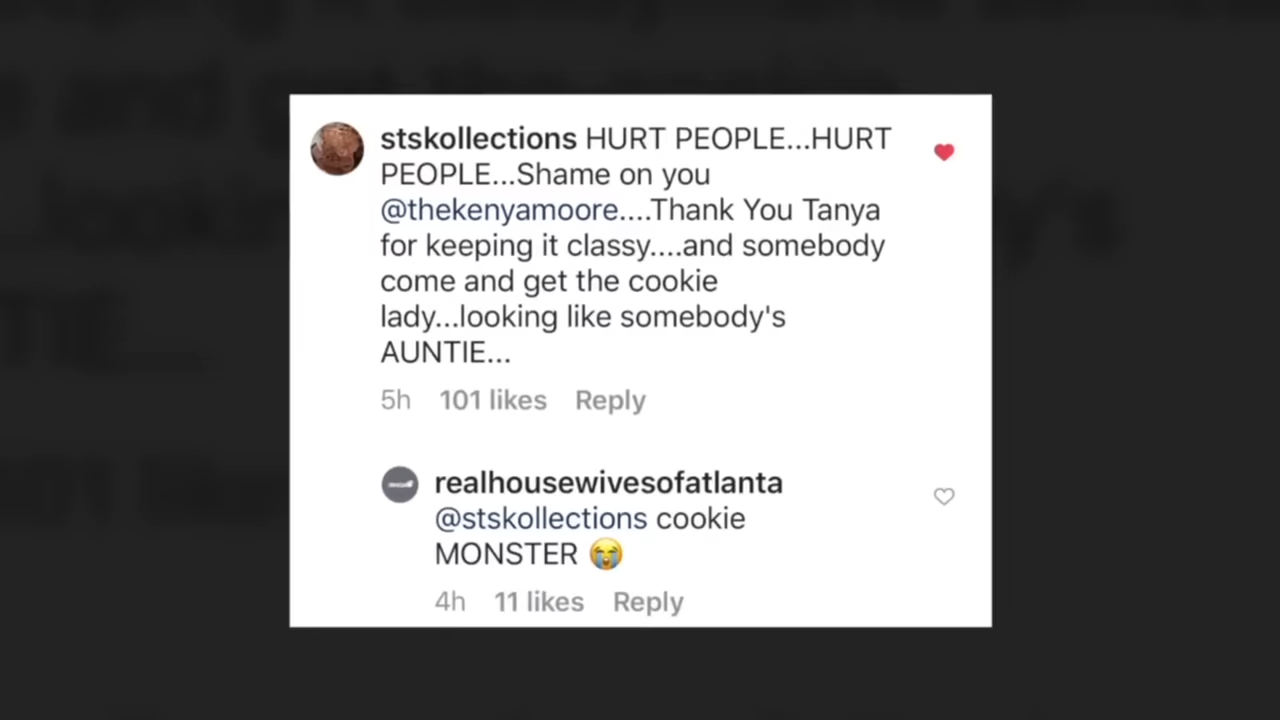 stskollections HURT PEOPLE...HURT
PEOPLE...Shame on you
@thekenyamoore....Thank You Tanya
for keeping it classy....and somebody
come and get the cookie
lady...looking like somebody's
AUNTIE...
5h 101 likes Reply
realhousewivesofatlanta
@stskollections cookie
MONSTER 😭
4h 11 likes Reply